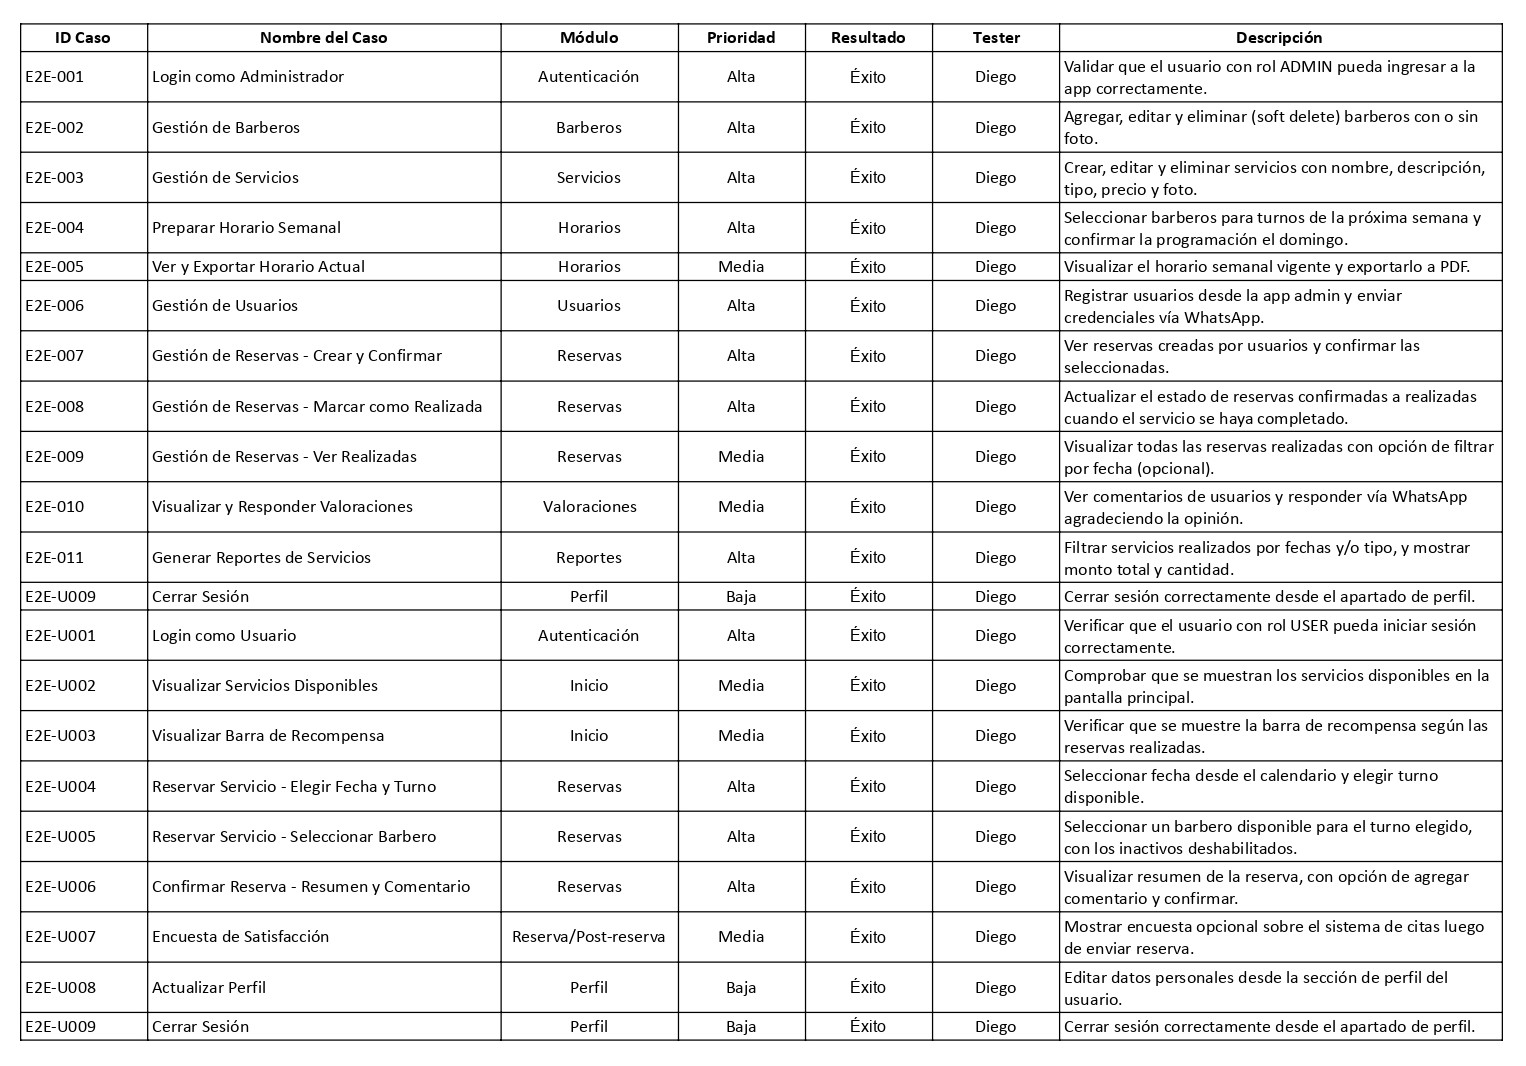 ID Caso Nombre del Caso Módulo Prioridad Resultado Tester Descripción
E2E-001 Login como Administrador Autenticación Alta Éxito Diego Validar que el usuario con rol ADMIN pueda ingresar a la
app correctamente.
E2E-002 Gestión de Barberos Barberos Alta Éxito Diego Agregar, editar y eliminar (soft delete) barberos con o sin
foto.
E2E-003 Gestión de Servicios Servicios Alta Éxito Diego Crear, editar y eliminar servicios con nombre, descripción,
tipo, precio y foto.
E2E-004 Preparar Horario Semanal Horarios Alta Éxito Diego Seleccionar barberos para turnos de la próxima semana y
confirmar la programación el domingo.
E2E-005 Ver y Exportar Horario Actual Horarios Media Éxito Diego Visualizar el horario semanal vigente y exportarlo a PDF.
E2E-006 Gestión de Usuarios Usuarios Alta Éxito Diego Registrar usuarios desde la app admin y enviar
credenciales vía WhatsApp.
E2E-007 Gestión de Reservas - Crear y Confirmar Reservas Alta Éxito Diego Ver reservas creadas por usuarios y confirmar las
seleccionadas.
E2E-008 Gestión de Reservas - Marcar como Realizada Reservas Alta Éxito Diego Actualizar el estado de reservas confirmadas a realizadas
cuando el servicio se haya completado.
E2E-009 Gestión de Reservas - Ver Realizadas Reservas Media Éxito Diego Visualizar todas las reservas realizadas con opción de filtrar
por fecha (opcional).
E2E-010 Visualizar y Responder Valoraciones Valoraciones Media Éxito Diego Ver comentarios de usuarios y responder vía WhatsApp
agradeciendo la opinión.
E2E-011 Generar Reportes de Servicios Reportes Alta Éxito Diego Filtrar servicios realizados por fechas y/o tipo, y mostrar
monto total y cantidad.
E2E-U009 Cerrar Sesión Perfil Baja Éxito Diego Cerrar sesión correctamente desde el apartado de perfil.
E2E-U001 Login como Usuario Autenticación Alta Éxito Diego Verificar que el usuario con rol USER pueda iniciar sesión
correctamente.
E2E-U002 Visualizar Servicios Disponibles Inicio Media Éxito Diego Comprobar que se muestran los servicios disponibles en la
pantalla principal.
E2E-U003 Visualizar Barra de Recompensa Inicio Media Éxito Diego Verificar que se muestre la barra de recompensa según las
reservas realizadas.
E2E-U004 Reservar Servicio - Elegir Fecha y Turno Reservas Alta Éxito Diego Seleccionar fecha desde el calendario y elegir turno
disponible.
E2E-U005 Reservar Servicio - Seleccionar Barbero Reservas Alta Éxito Diego Seleccionar un barbero disponible para el turno elegido,
con los inactivos deshabilitados.
E2E-U006 Confirmar Reserva - Resumen y Comentario Reservas Alta Éxito Diego Visualizar resumen de la reserva, con opción de agregar
comentario y confirmar.
E2E-U007 Encuesta de Satisfacción Reserva/Post-reserva Media Éxito Diego Mostrar encuesta opcional sobre el sistema de citas luego
de enviar reserva.
E2E-U008 Actualizar Perfil Perfil Baja Éxito Diego Editar datos personales desde la sección de perfil del
usuario.
E2E-U009 Cerrar Sesión Perfil Baja Éxito Diego Cerrar sesión correctamente desde el apartado de perfil.